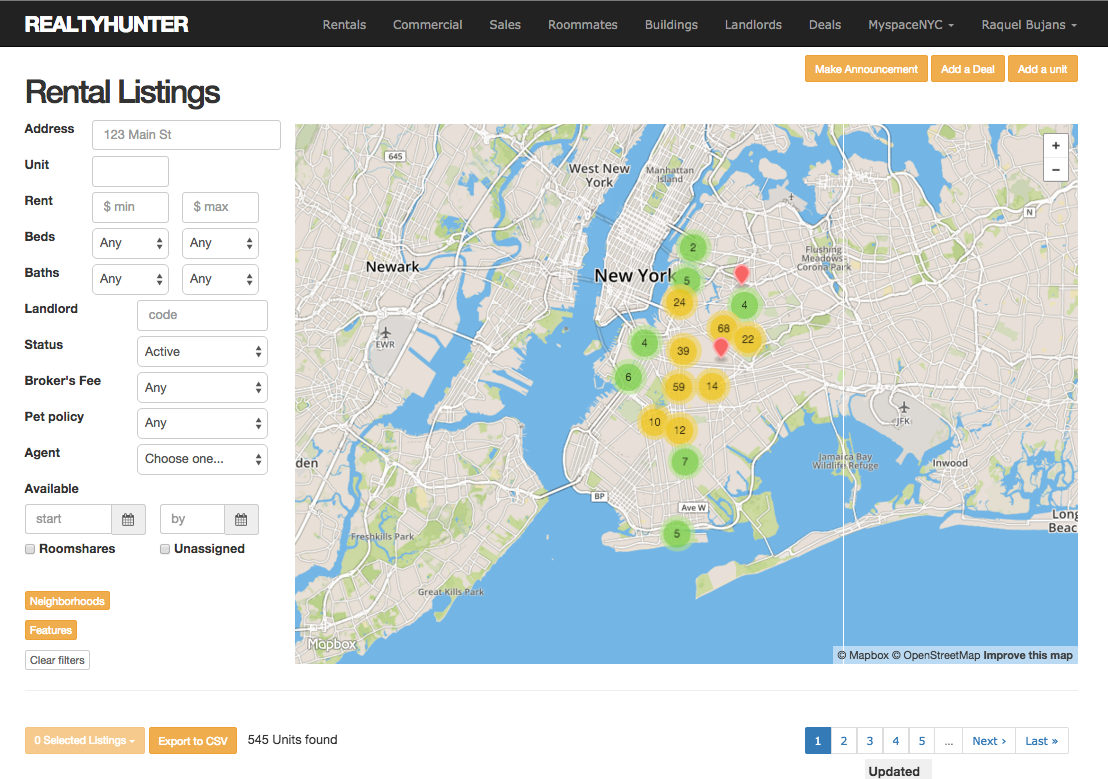 REALTYHUNTER Rentals Commercial Sales Roommates Buildings Landlords Deals MyspaceNYC Raquel Bujans
Make Announcement Add a Deal Add a unit
Rental Listings
Address 123 Main St
Unit
Rent $ min $ max
Beds Any Any
Baths Any Any
Landlord code
Status Active
Broker's Fee Any
Pet policy Any
Agent Choose one...
Available
start by
Roomshares Unassigned
Neighborhoods
Features
Clear filters
645
West New
York
Manhattan
Island
+
−
N
2
Flushing
Meadows-
Corona Park
Newark
New York
5
24
4
68
22
EWR
4
39
6
59
14
10
12
JFK
7
Jamaica Bay
Wildlife Refuge
Inwood
den
BP
Ave W
Long
Beac
5
Freshkills Park
Great Kills Park
Mapbox
© Mapbox © OpenStreetMap Improve this map
0 Selected Listings Export to CSV 545 Units found 1 2 3 4 5 ... Next › Last »
Updated